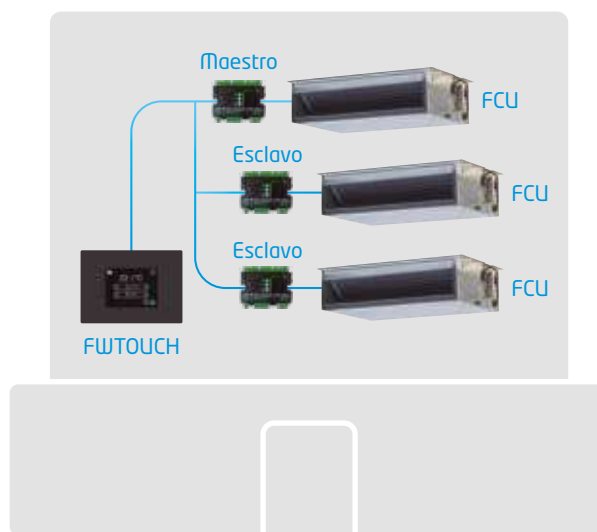 Maestro
FCU
Esclavo
FCU
Esclavo
FCU
FWTOUCH